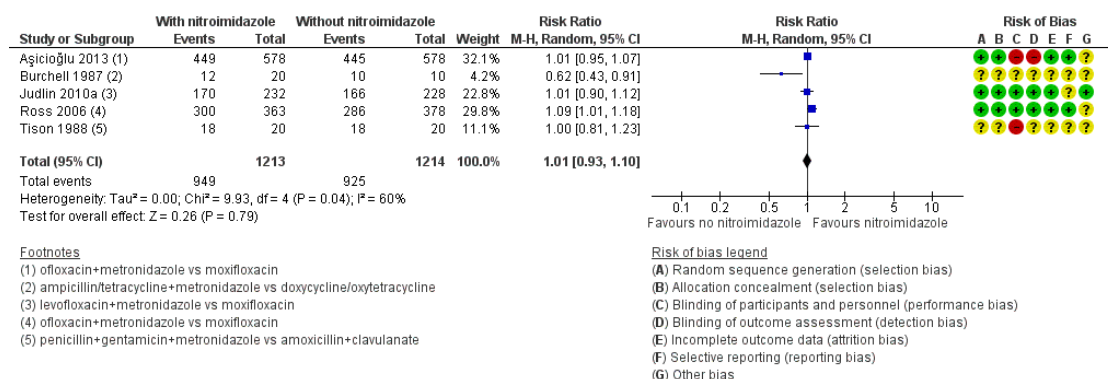 With nitroimidazole Without nitroimidazole Risk Ratio Risk Ratio Risk of Bias
Study or Subgroup Events Total Events Total Weight M-H, Random, 95% CI M-H, Random, 95% CI A B C D E F G
Aşicioğlu 2013 (1) 449 578 445 578 32.1% 1.01 [0.95, 1.07] + + - - + + ?
Burchell 1987 (2) 12 20 10 10 4.2% 0.62 [0.43, 0.91] ? ? ? ? ? ? ?
Judlin 2010a (3) 170 232 166 228 22.8% 1.01 [0.90, 1.12] + + + + + ? +
Ross 2006 (4) 300 363 286 378 29.8% 1.09 [1.01, 1.18] + + + + + + ?
Tison 1988 (5) 18 20 18 20 11.1% 1.00 [0.81, 1.23] ? ? - ? ? ? ?
Total (95% CI) 1213 1214 100.0% 1.01 [0.93, 1.10]
Total events 949 925
Heterogeneity: Tau² = 0.00; Chi² = 9.93, df = 4 (P = 0.04); I² = 60%
Test for overall effect: Z = 0.26 (P = 0.79)
0.1 0.2 0.5 1 2 5 10
Favours no nitroimidazole Favours nitroimidazole
Footnotes
(1) ofloxacin+metronidazole vs moxifloxacin
(2) ampicillin/tetracycline+metronidazole vs doxycycline/oxytetracycline
(3) levofloxacin+metronidazole vs moxifloxacin
(4) ofloxacin+metronidazole vs moxifloxacin
(5) penicillin+gentamicin+metronidazole vs amoxicillin+clavulanate
Risk of bias legend
(A) Random sequence generation (selection bias)
(B) Allocation concealment (selection bias)
(C) Blinding of participants and personnel (performance bias)
(D) Blinding of outcome assessment (detection bias)
(E) Incomplete outcome data (attrition bias)
(F) Selective reporting (reporting bias)
(G) Other bias